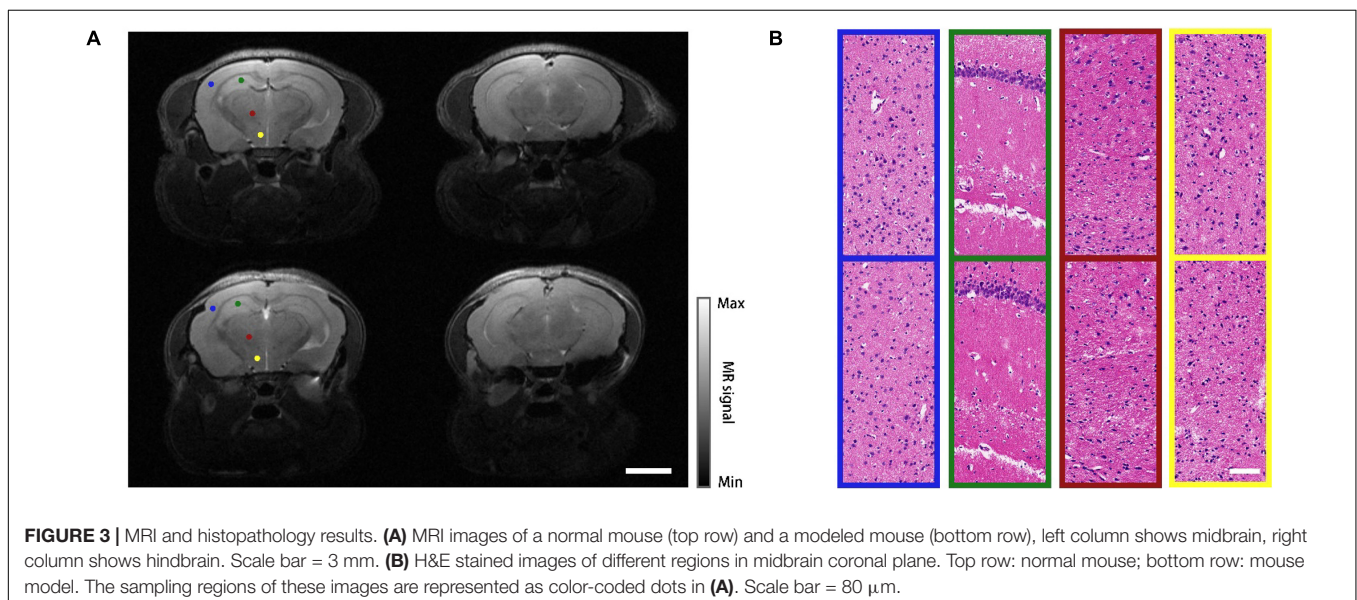 A
B
Max
MR signal
Min
FIGURE 3 | MRI and histopathology results. (A) MRI images of a normal mouse (top row) and a modeled mouse (bottom row), left column shows midbrain, right
column shows hindbrain. Scale bar = 3 mm. (B) H&E stained images of different regions in midbrain coronal plane. Top row: normal mouse; bottom row: mouse
model. The sampling regions of these images are represented as color-coded dots in (A). Scale bar = 80 μm.